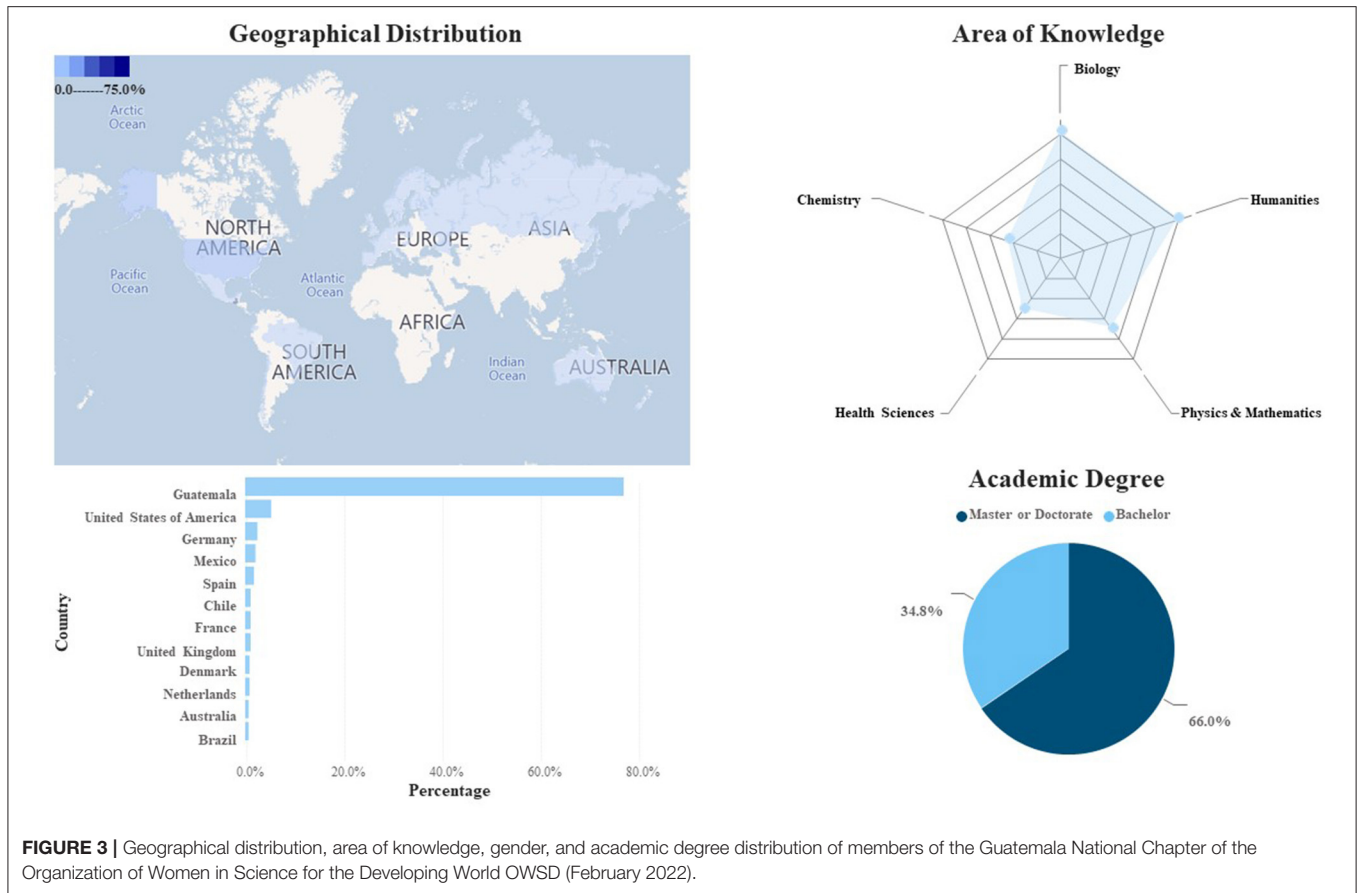 Geographical Distribution
0.0-------75.0%
Arctic
Ocean
NORTH
AMERICA
EUROPE
ASIA
Pacific
Ocean
Atlantic
Ocean
AFRICA
SOUTH
AMERICA
Indian
Ocean
AUSTRALIA
Country
Guatemala
United States of America
Germany
Mexico
Spain
Chile
France
United Kingdom
Denmark
Netherlands
Australia
Brazil
0.0% 20.0% 40.0% 60.0% 80.0%
Percentage
Area of Knowledge
Biology
Chemistry
Humanities
Health Sciences
Physics & Mathematics
Academic Degree
Master or Doctorate Bachelor
34.8%
66.0%
FIGURE 3 | Geographical distribution, area of knowledge, gender, and academic degree distribution of members of the Guatemala National Chapter of the
Organization of Women in Science for the Developing World OWSD (February 2022).